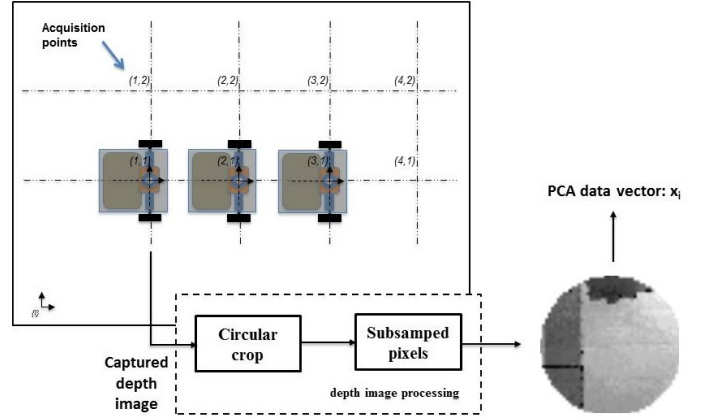 Acquisition
points
(1,2) (2,2) (3,2) (4,2)
(1,1) (2,1) (3,1) (4,1)
PCA data vector: xi
{I}
Circular
crop
Subsamped
pixels
Captured
depth
image
depth image processing